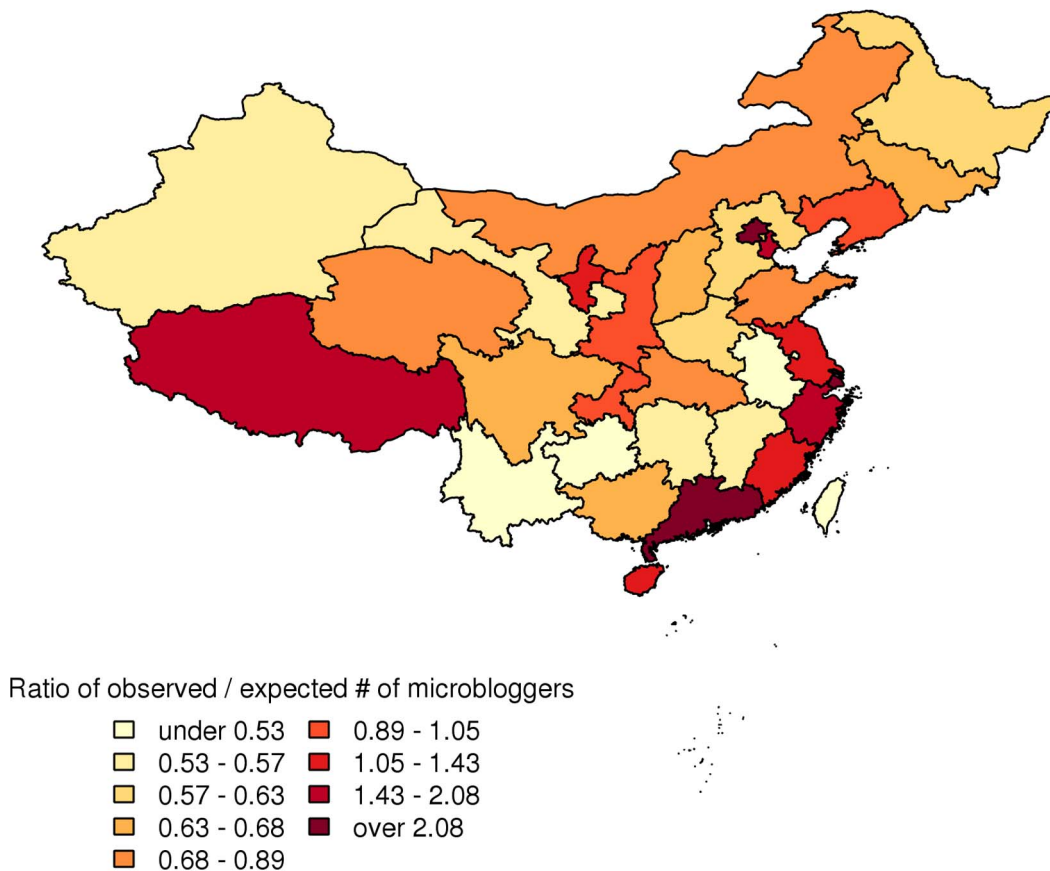 Ratio of observed / expected # of microbloggers
under 0.53
0.53 - 0.57
0.57 - 0.63
0.63 - 0.68
0.68 - 0.89
0.89 - 1.05
1.05 - 1.43
1.43 - 2.08
over 2.08